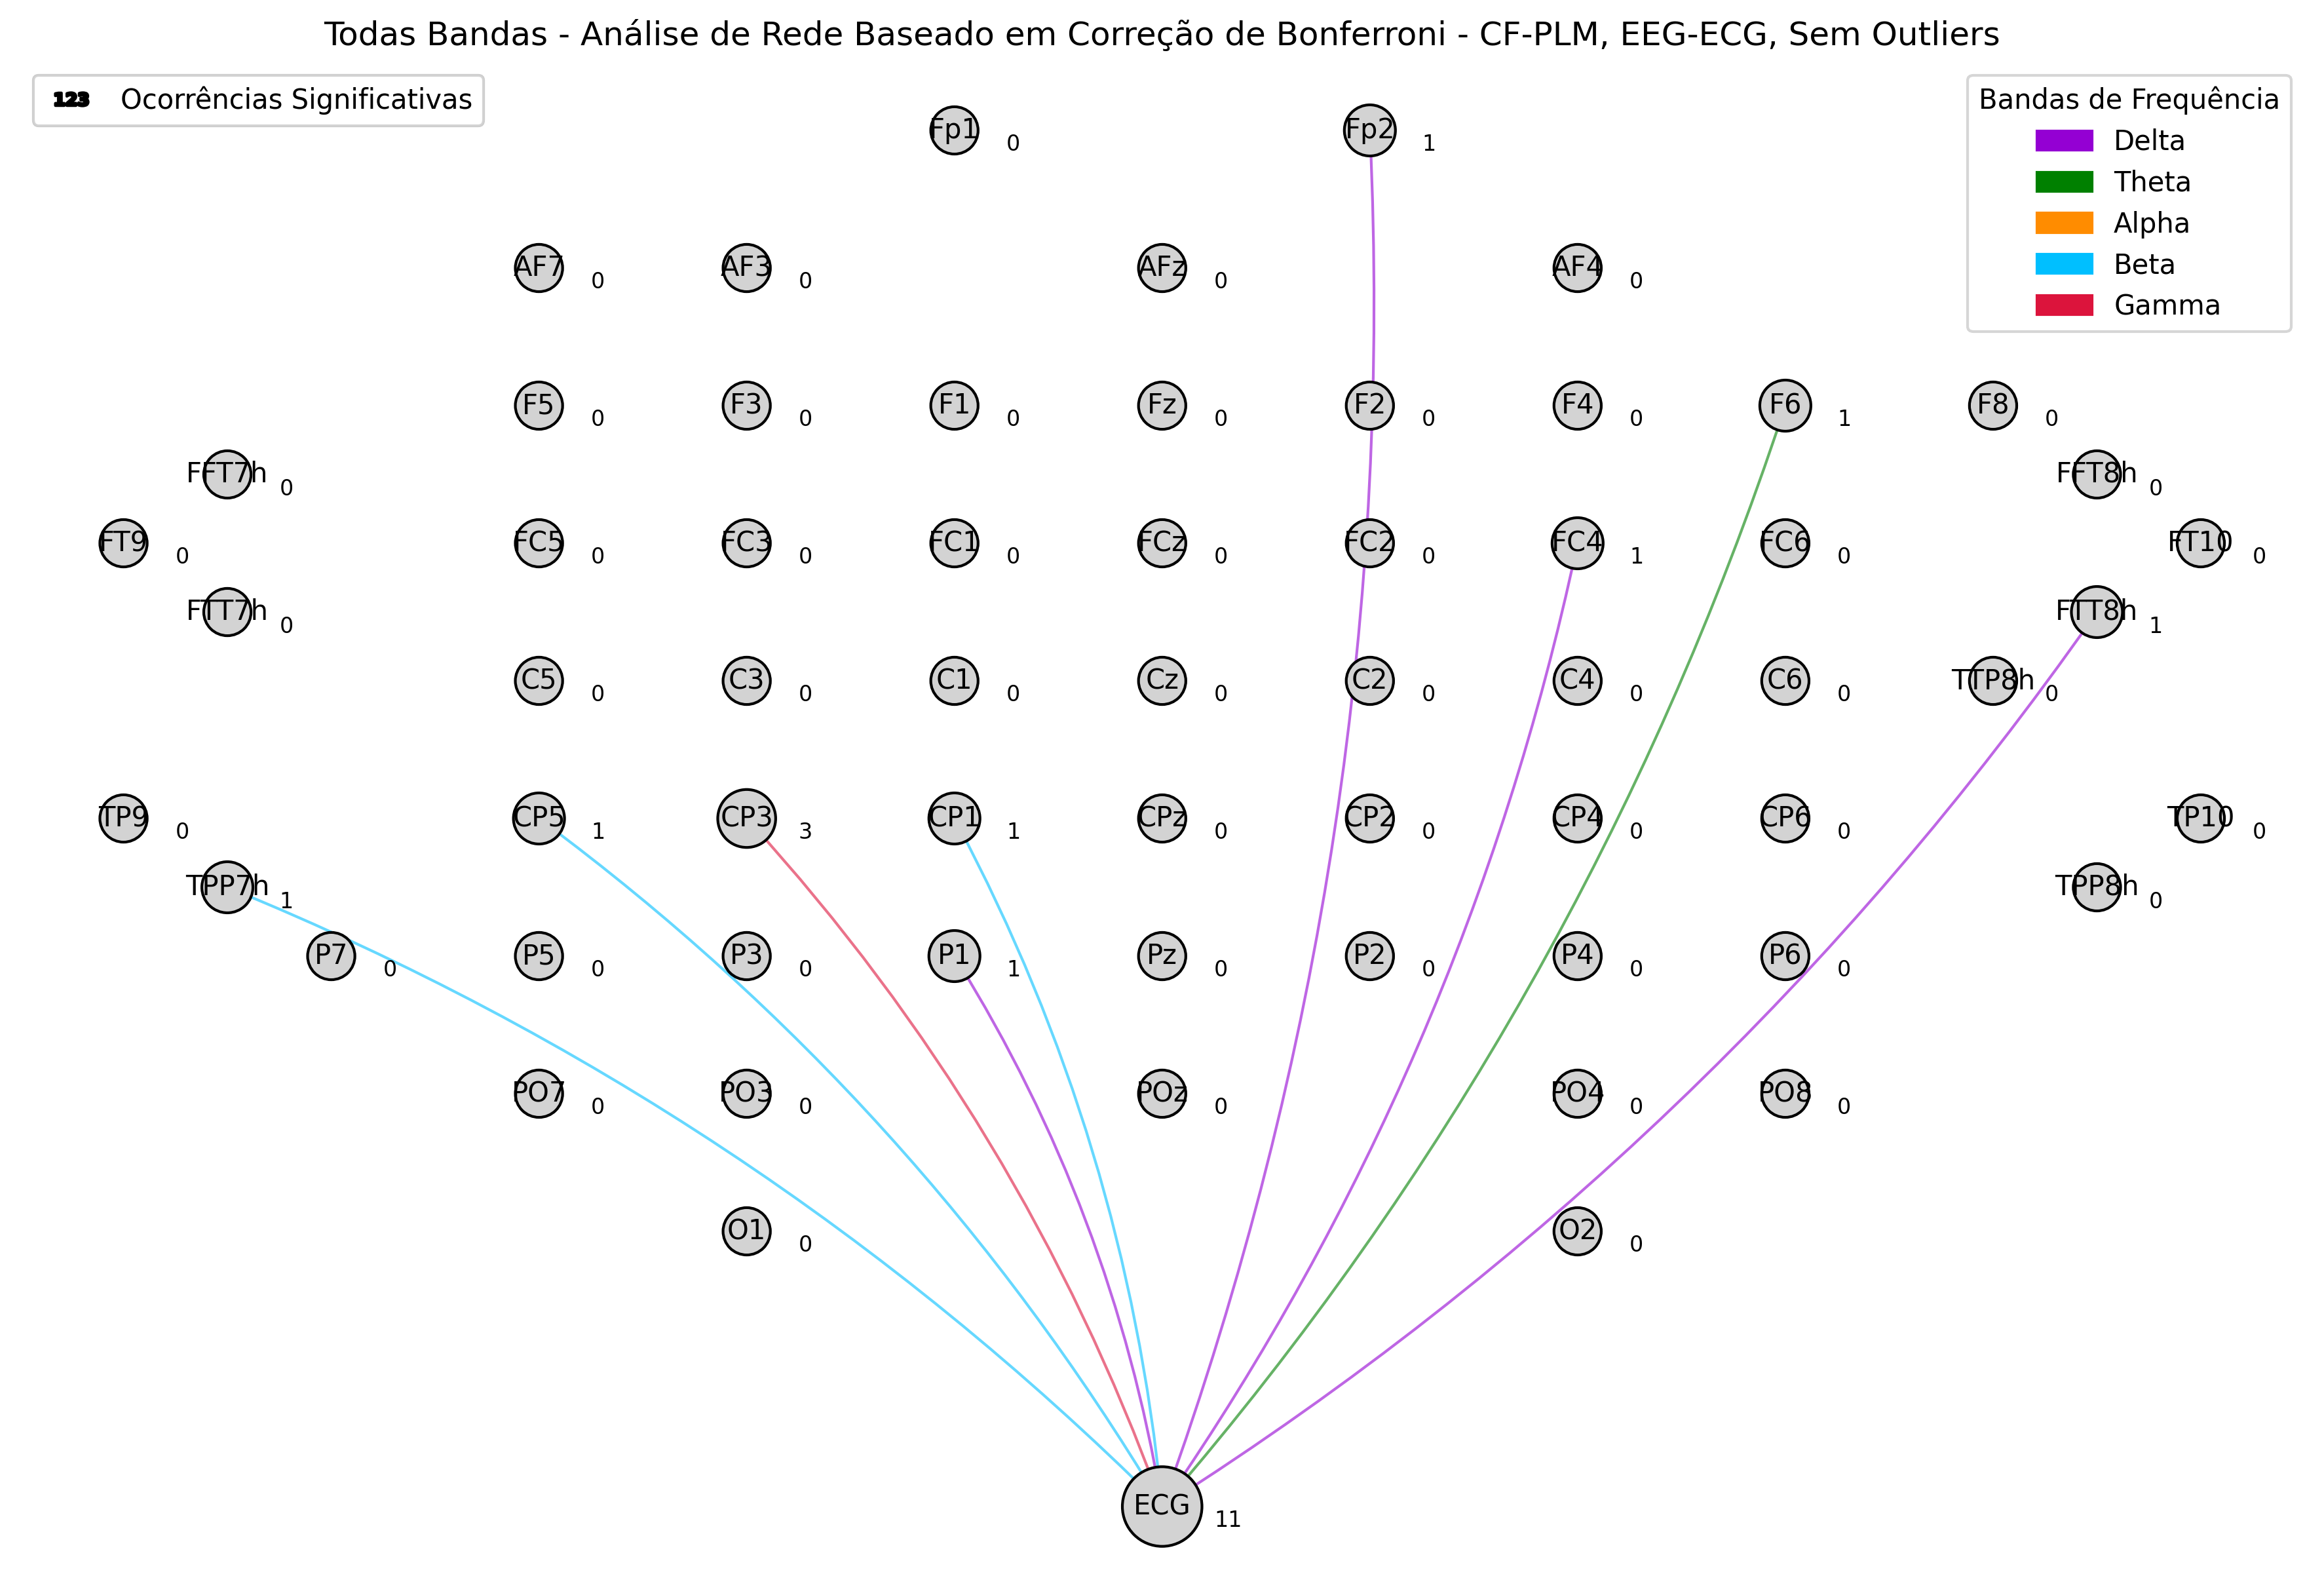 Todas Bandas - Análise de Rede Baseado em Correção de Bonferroni - CF-PLM, EEG-ECG, Sem Outliers
123 Ocorrências Significativas
Bandas de Frequência
Delta
Theta
Alpha
Beta
Gamma
Fp1 0 Fp2 1
AF7 0 AF3 0 AFz 0 AF4 0
F5 0 F3 0 F1 0 Fz 0 F2 0 F4 0 F6 1 F8 0
FFT7h 0 FFT8h 0
FT9 0 FC5 0 FC3 0 FC1 0 FCz 0 FC2 0 FC4 1 FC6 0 FT10 0
FTT7h 0 FTT8h 1
C5 0 C3 0 C1 0 Cz 0 C2 0 C4 0 C6 0 TTP8h 0
TP9 0 CP5 1 CP3 3 CP1 1 CPz 0 CP2 0 CP4 0 CP6 0 TP10 0
TPP7h 1 TPP8h 0
P7 0 P5 0 P3 0 P1 1 Pz 0 P2 0 P4 0 P6 0
PO7 0 PO3 0 POz 0 PO4 0 PO8 0
O1 0 O2 0
ECG 11